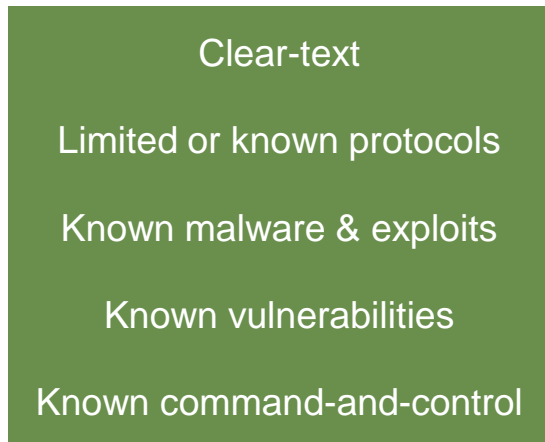 Clear-text
Limited or known protocols
Known malware & exploits
Known vulnerabilities
Known command-and-control